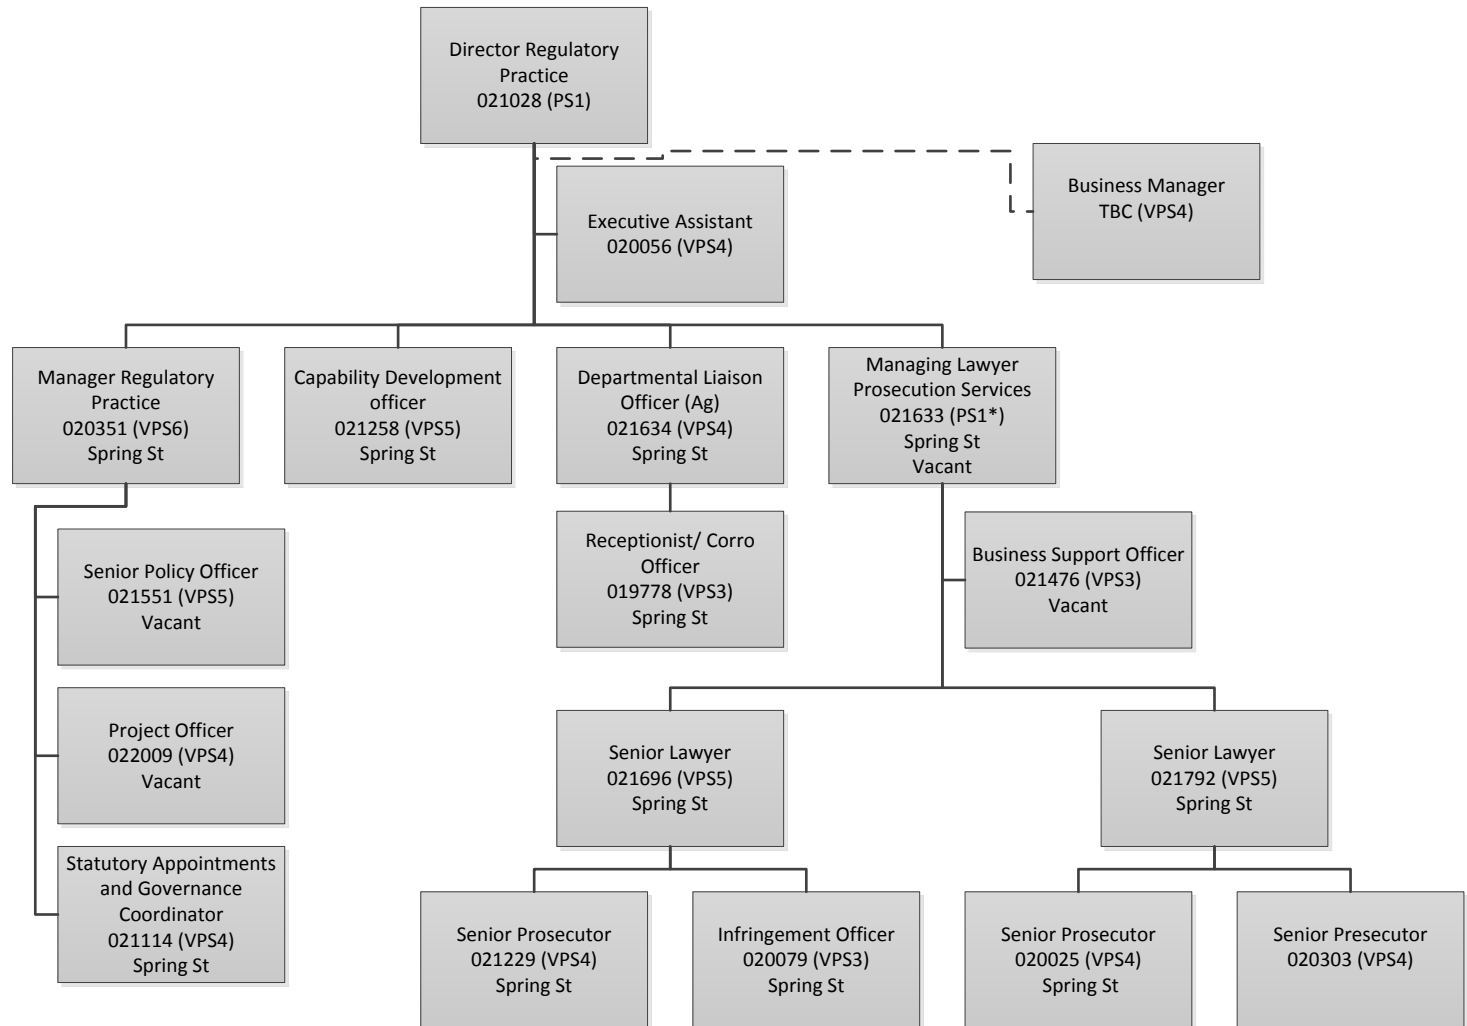 Director Regulatory
Practice
021028 (PS1)
Business Manager
TBC (VPS4)
Executive Assistant
020056 (VPS4)
Manager Regulatory
Practice
020351 (VPS6)
Spring St
Capability Development
officer
021258 (VPS5)
Spring St
Departmental Liaison
Officer (Ag)
021634 (VPS4)
Spring St
Managing Lawyer
Prosecution Services
021633 (PS1*)
Spring St
Vacant
Senior Policy Officer
021551 (VPS5)
Vacant
Receptionist/ Corro
Officer
019778 (VPS3)
Spring St
Business Support Officer
021476 (VPS3)
Vacant
Project Officer
022009 (VPS4)
Vacant
Senior Lawyer
021696 (VPS5)
Spring St
Senior Lawyer
021792 (VPS5)
Spring St
Statutory Appointments
and Governance
Coordinator
021114 (VPS4)
Spring St
Senior Prosecutor
021229 (VPS4)
Spring St
Infringement Officer
020079 (VPS3)
Spring St
Senior Prosecutor
020025 (VPS4)
Spring St
Senior Presecutor
020303 (VPS4)